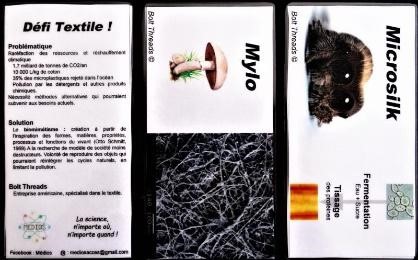 Défi Textile !
Problématique
Raréfaction des ressources et réchauffement
climatique
1.7 milliard de tonnes de CO2/an
10 000 L/kg de coton
35% des microplastiques rejeté dans l'océan
Pollution par les détergents et autres produits
chimiques.
Nécessité méthodes alternatives qui pourraient
subvenir aux besoins actuels.
Solution
Le biomimétisme : création à partir de
l'inspiration des formes, matières, propriétés,
processus et fonctions du vivant (Otto Schmitt,
1969) A la recherche de modèle de société moins
destructeurs. Volonté de reproduire des objets qui
pourraient réintégrer les cycles naturels, en
limitant la pollution.
Bolt Threads
Entreprise américaine, spécialisé dans le textile.
MEDIOS
La science,
n'importe où,
n'importe quand !
Facebook : Médios
mediosaccess@gmail.com
Bolt Threads ©
Mylo
Bolt Threads ©
Microsilk
Fermentation
Eau + Sucre
Tissage
des protéines